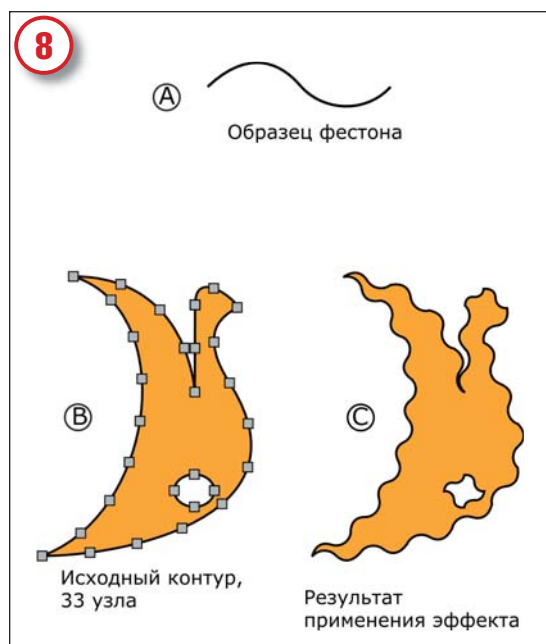 8
A
Образец фестона
B
C
Исходный контур,
33 узла
Результат
применения эффекта